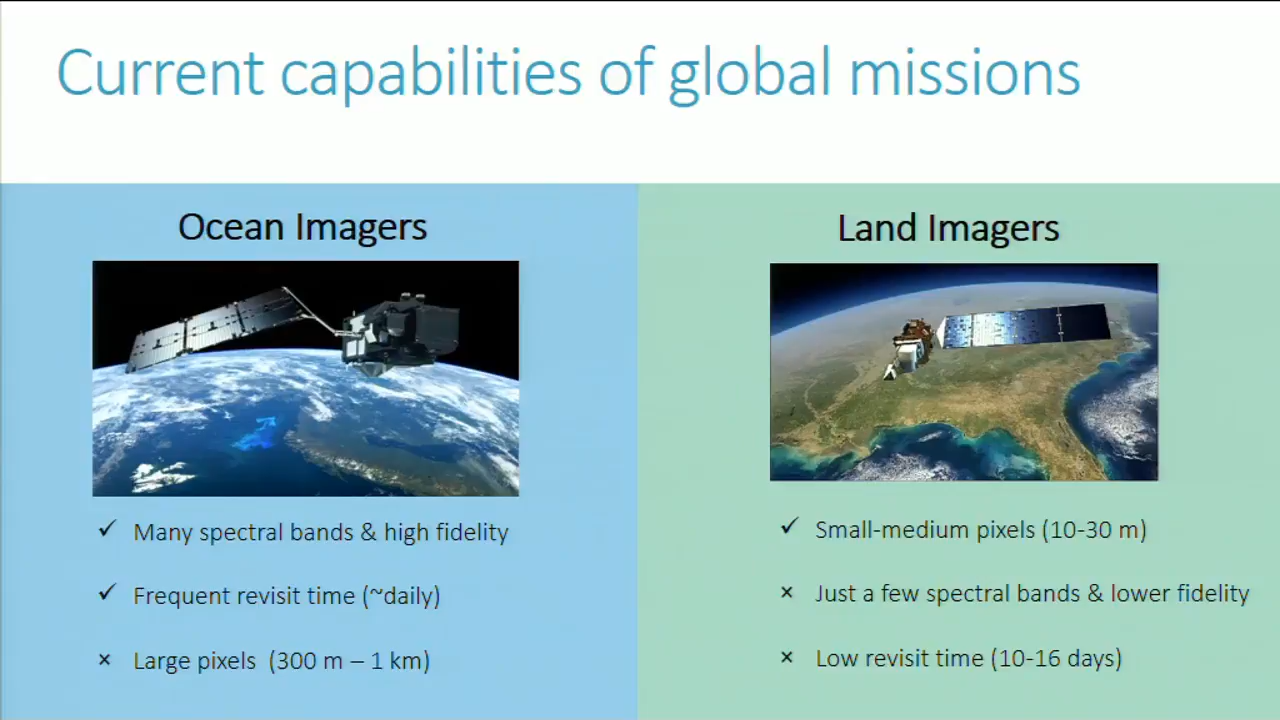 Current capabilities of global missions
Ocean Imagers
✓ Many spectral bands & high fidelity
✓ Frequent revisit time (~daily)
× Large pixels (300 m – 1 km)
Land Imagers
✓ Small-medium pixels (10-30 m)
× Just a few spectral bands & lower fidelity
× Low revisit time (10-16 days)